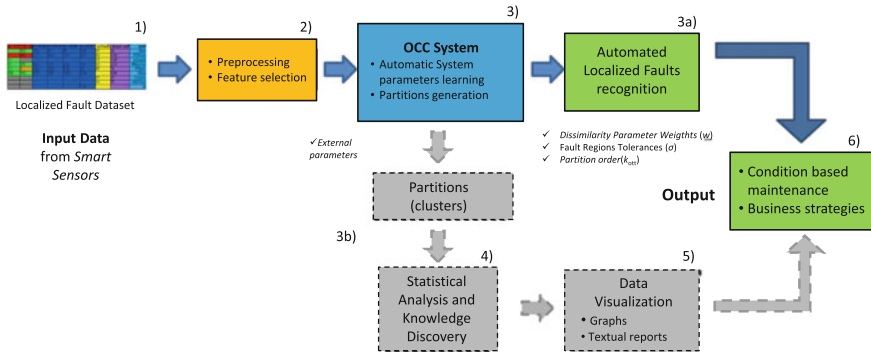 1)
Localized Fault Dataset
Input Data
from Smart
Sensors
2)
• Preprocessing
• Feature selection
3)
OCC System
• Automatic System
parameters learning
• Partitions generation
3a)
Automated
Localized Faults
recognition
✓External
parameters
✓ Dissimilarity Parameter Weights (w)
✓ Fault Regions Tolerances (σ)
✓ Partition order(kott)
Partitions
(clusters)
3b)
4)
Statistical
Analysis and
Knowledge
Discovery
5)
Data
Visualization
• Graphs
• Textual reports
6)
Output
• Condition based
maintenance
• Business strategies